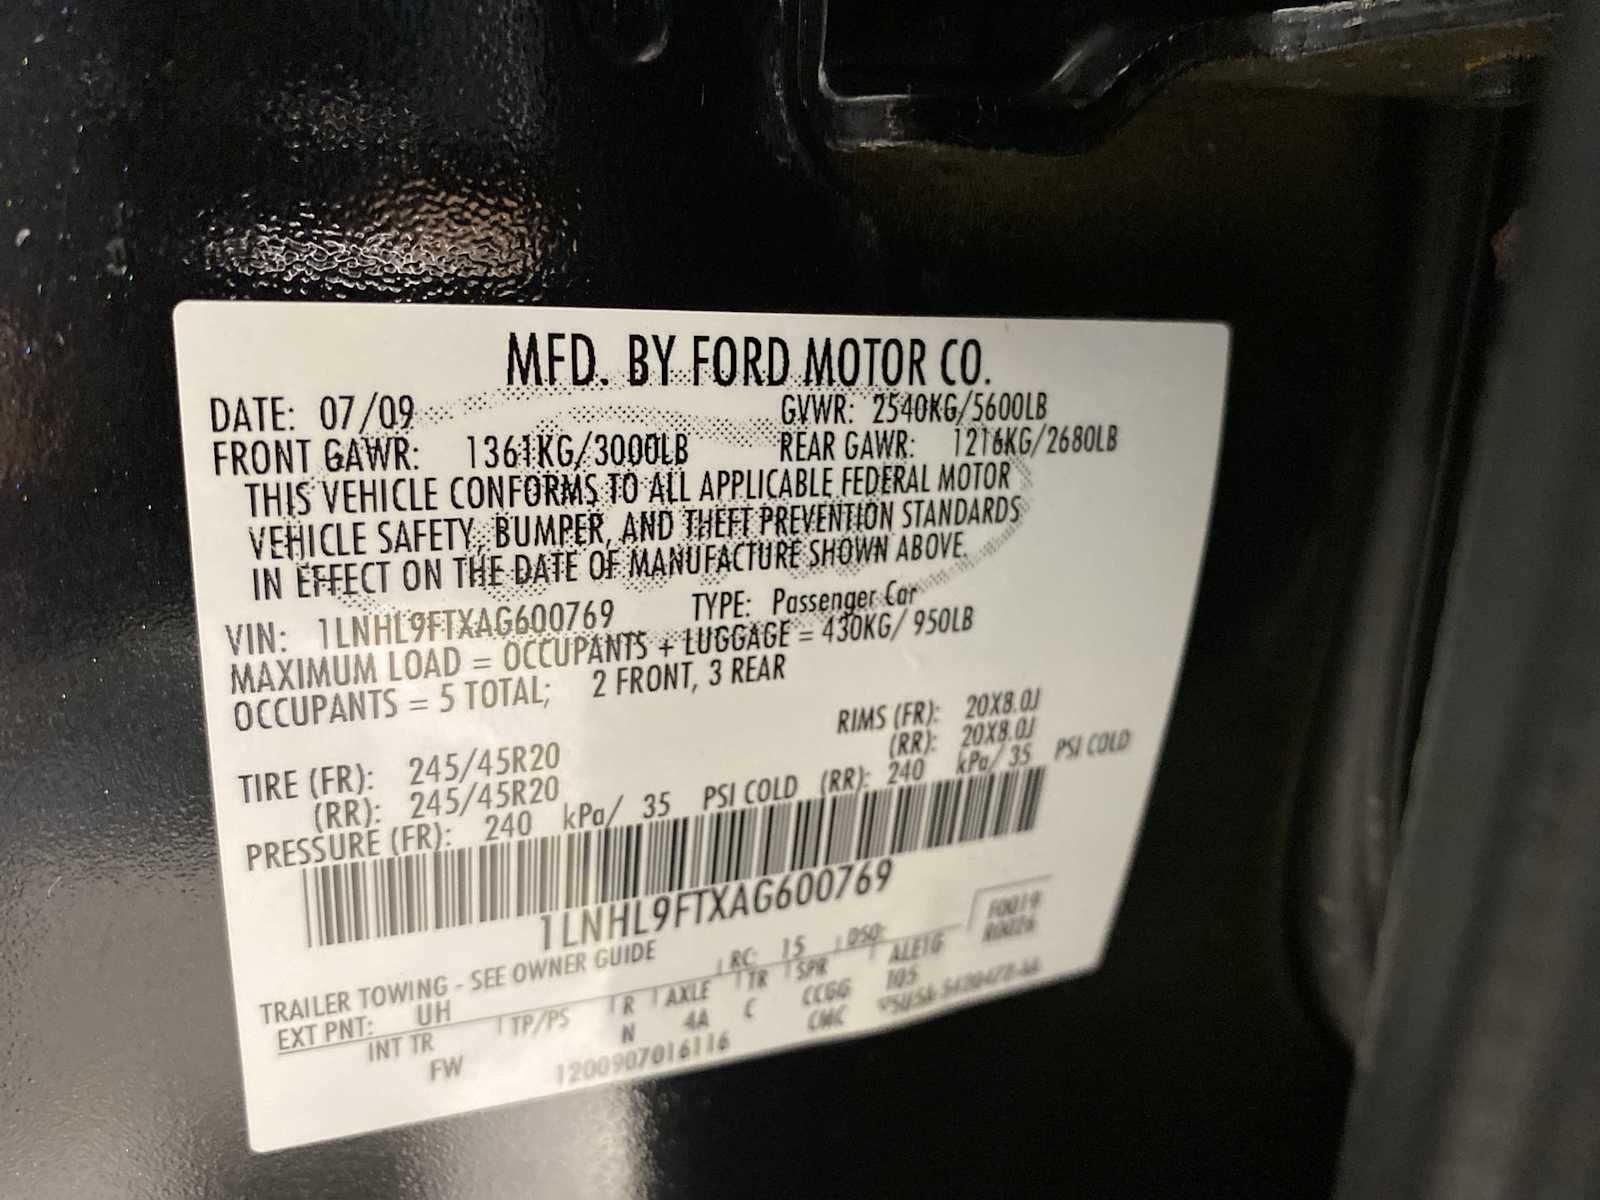 MFD. BY FORD MOTOR CO.
DATE: 07/09 GVWR: 2540KG/5600LB
FRONT GAWR: 1361KG/3000LB REAR GAWR: 1216KG/2680LB
THIS VEHICLE CONFORMS TO ALL APPLICABLE FEDERAL MOTOR
VEHICLE SAFETY, BUMPER, AND THEFT PREVENTION STANDARDS
IN EFFECT ON THE DATE OF MANUFACTURE SHOWN ABOVE.
VIN: 1LNHL9FTXAG600769 TYPE: Passenger Car
MAXIMUM LOAD = OCCUPANTS + LUGGAGE = 430KG/ 950LB
OCCUPANTS = 5 TOTAL; 2 FRONT, 3 REAR
RIMS (FR): 20X8.0J
TIRE (FR): 245/45R20 (RR): 20X8.0J
(RR): 245/45R20
PRESSURE (FR): 240 kPa/ 35 PSI COLD (RR): 240 kPa/ 35 PSI COLD
1LNHL9FTXAG600769
F0019
R0026
TRAILER TOWING - SEE OWNER GUIDE RC: 15 DSO:
EXT PNT: UH R AXLE TR SPR ALE1G
INT TR TP/PS N 4A C CCGG 105
FW CMC
1200907016116